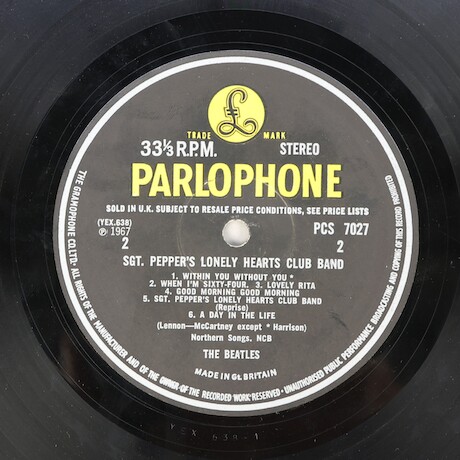 £
TRADE MARK
33⅓ R.P.M. STEREO
PARLOPHONE
SOLD IN U.K. SUBJECT TO RESALE PRICE CONDITIONS, SEE PRICE LISTS
(YEX.638) PCS 7027
℗ 1967
2 2
SGT. PEPPER'S LONELY HEARTS CLUB BAND
1. WITHIN YOU WITHOUT YOU *
2. WHEN I'M SIXTY-FOUR. 3. LOVELY RITA
4. GOOD MORNING GOOD MORNING
5. SGT. PEPPER'S LONELY HEARTS CLUB BAND
(Reprise)
6. A DAY IN THE LIFE
(Lennon—McCartney except * Harrison)
Northern Songs. NCB
THE BEATLES
MADE IN GT. BRITAIN
THE GRAMOPHONE CO. LTD. ALL RIGHTS OF THE MANUFACTURER AND OF THE OWNER OF THE RECORDED WORK RESERVED - UNAUTHORISED PUBLIC PERFORMANCE BROADCASTING AND COPYING OF THIS RECORD PROHIBITED
YEX 638-1